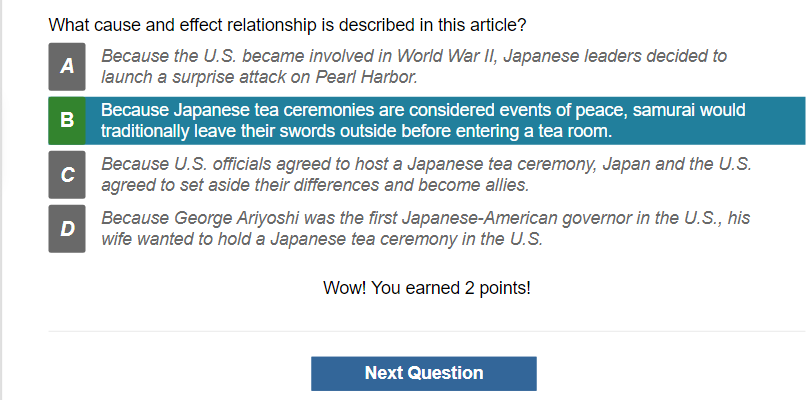 What cause and effect relationship is described in this article?
A
Because the U.S. became involved in World War II, Japanese leaders decided to
launch a surprise attack on Pearl Harbor.
B
Because Japanese tea ceremonies are considered events of peace, samurai would
traditionally leave their swords outside before entering a tea room.
C
Because U.S. officials agreed to host a Japanese tea ceremony, Japan and the U.S.
agreed to set aside their differences and become allies.
D
Because George Ariyoshi was the first Japanese-American governor in the U.S., his
wife wanted to hold a Japanese tea ceremony in the U.S.
Wow! You earned 2 points!
Next Question